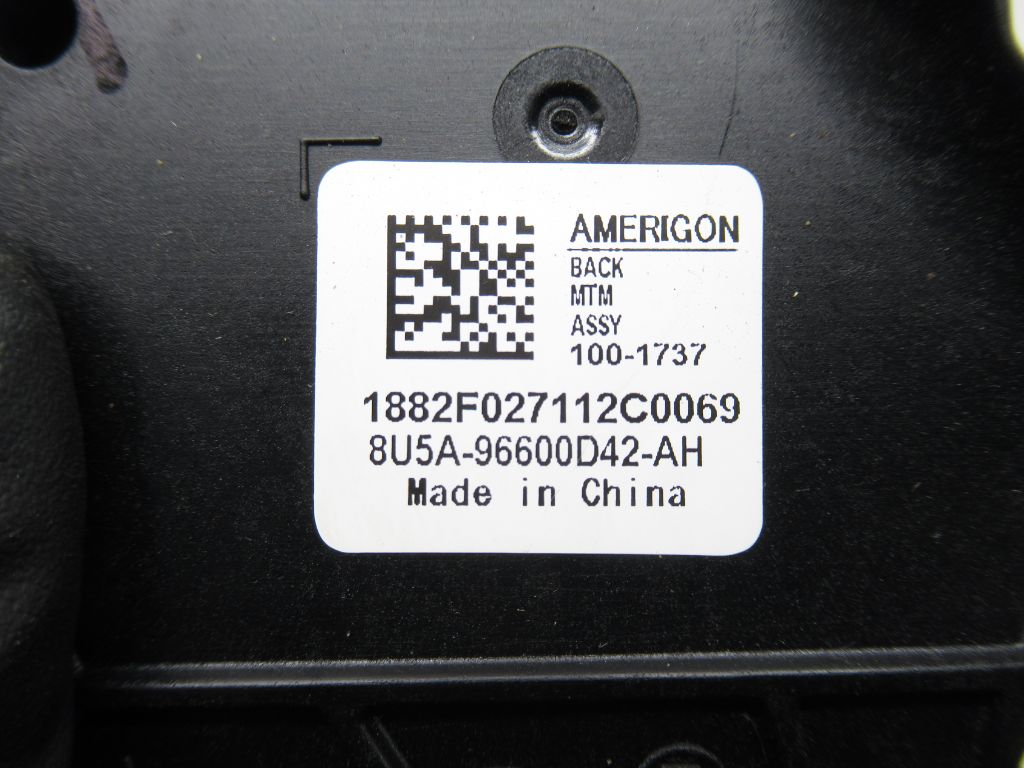 AMERIGON
BACK
MTM
ASSY
100-1737
1882F027112C0069
8U5A-96600D42-AH
Made in China